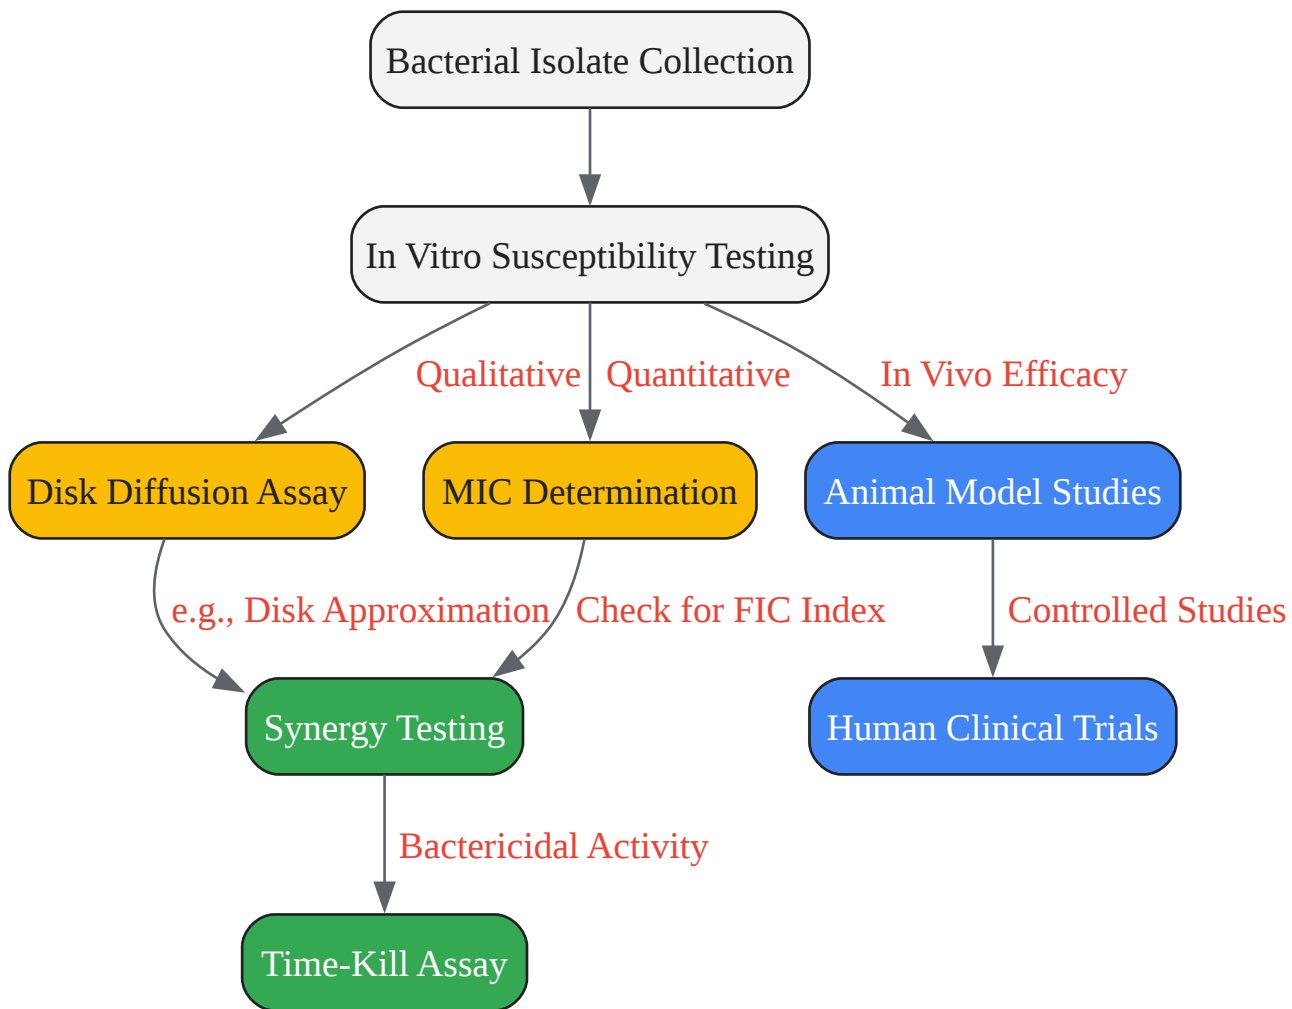 Bacterial Isolate Collection
In Vitro Susceptibility Testing
Qualitative
Quantitative
In Vivo Efficacy
Disk Diffusion Assay
MIC Determination
Animal Model Studies
e.g., Disk Approximation
Check for FIC Index
Controlled Studies
Synergy Testing
Human Clinical Trials
Bactericidal Activity
Time-Kill Assay